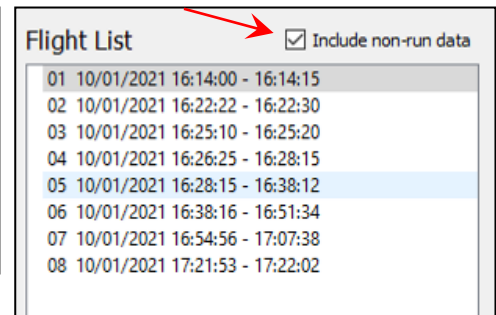 Flight List
Include non-run data
01 10/01/2021 16:14:00 - 16:14:15
02 10/01/2021 16:22:22 - 16:22:30
03 10/01/2021 16:25:10 - 16:25:20
04 10/01/2021 16:26:25 - 16:28:15
05 10/01/2021 16:28:15 - 16:38:12
06 10/01/2021 16:38:16 - 16:51:34
07 10/01/2021 16:54:56 - 17:07:38
08 10/01/2021 17:21:53 - 17:22:02